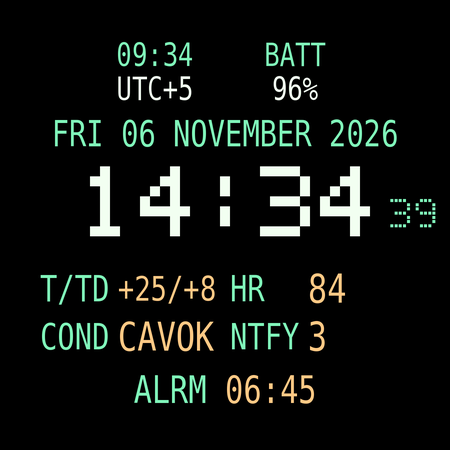 09:34 BATT
UTC+5 96%
FRI 06 NOVEMBER 2026
14:34 39
T/TD +25/+8 HR 84
COND CAVOK NTFY 3
ALRM 06:45